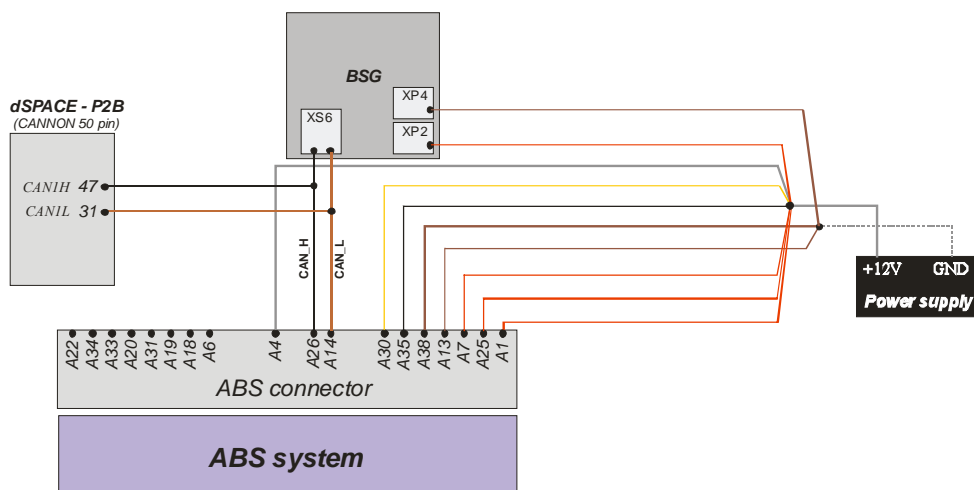 BSG
XP4
XS6
XP2
dSPACE - P2B
(CANNON 50 pin)
CAN1H 47
CAN1L 31
CAN_H
CAN_L
+12V GND
Power supply
A22
A34
A33
A20
A31
A19
A18
A6
A4
A26
A14
A30
A35
A38
A13
A7
A25
A1
ABS connector
ABS system